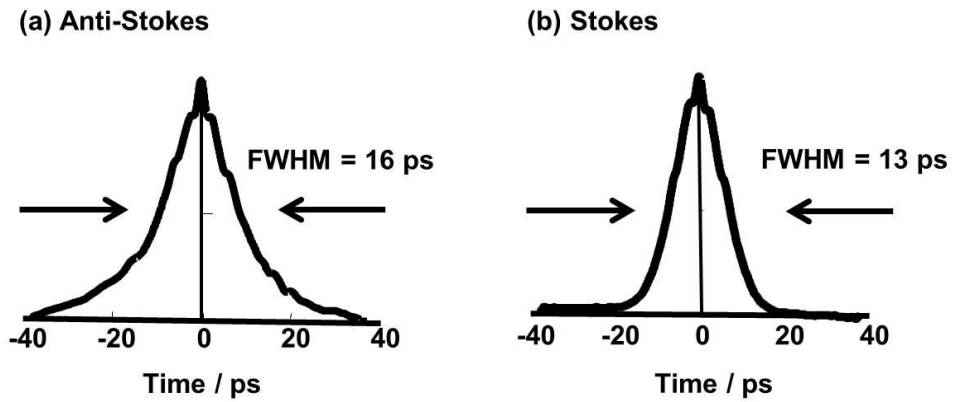 (a) Anti-Stokes
FWHM = 16 ps
-40 -20 0 20 40
Time / ps
(b) Stokes
FWHM = 13 ps
-40 -20 0 20 40
Time / ps